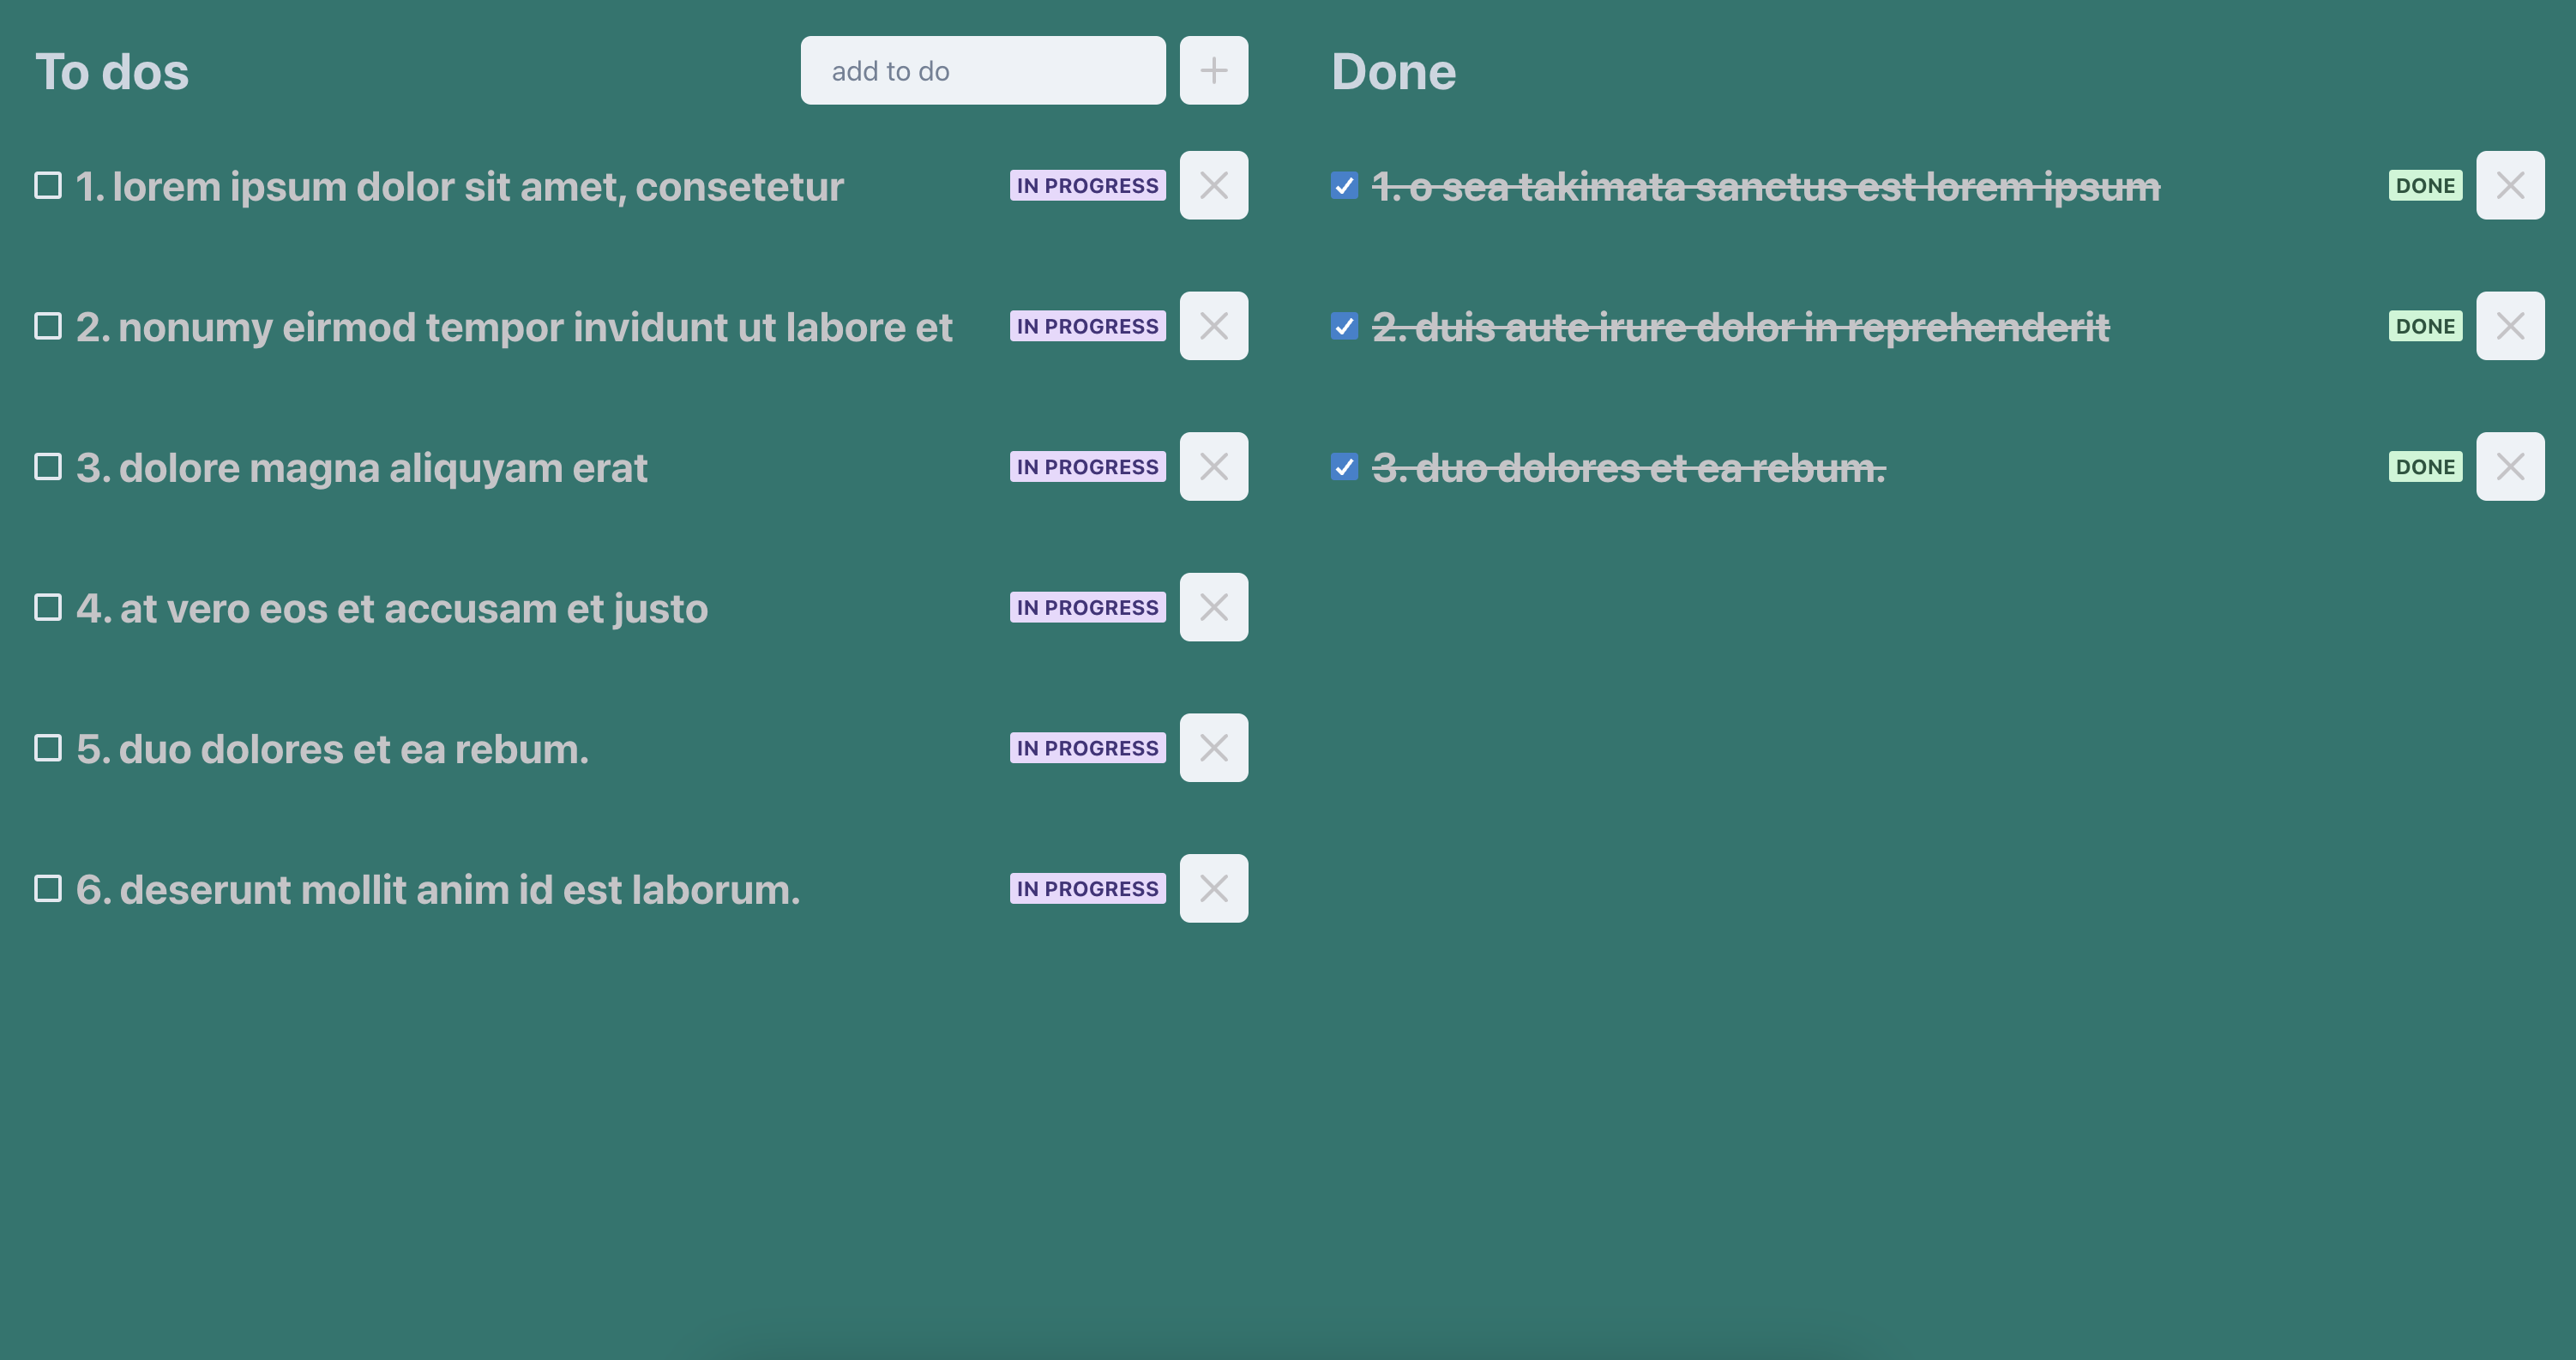 To dos
add to do
1. lorem ipsum dolor sit amet, consetetur
IN PROGRESS
2. nonumy eirmod tempor invidunt ut labore et
IN PROGRESS
3. dolore magna aliquyam erat
IN PROGRESS
4. at vero eos et accusam et justo
IN PROGRESS
5. duo dolores et ea rebum.
IN PROGRESS
6. deserunt mollit anim id est laborum.
IN PROGRESS
Done
1. o sea takimata sanctus est lorem ipsum
DONE
2. duis aute irure dolor in reprehenderit
DONE
3. duo dolores et ea rebum.
DONE